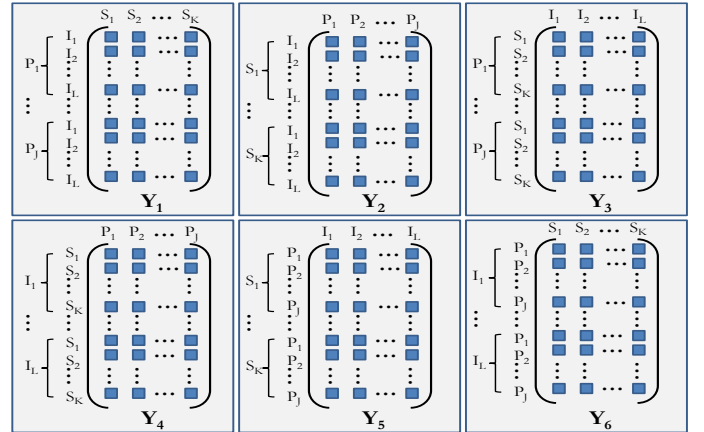 S1 S2 ••• SK
P1 I1
I2
IL
PJ I1
I2
IL
Y1
P1 P2 ••• PJ
S1 I1
I2
IL
SK I1
I2
IL
Y2
I1 I2 ••• IL
P1 S1
S2
SK
PJ S1
S2
SK
Y3
P1 P2 ••• PJ
I1 S1
S2
SK
IL S1
S2
SK
Y4
I1 I2 ••• IL
S1 P1
P2
PJ
SK P1
P2
PJ
Y5
S1 S2 ••• SK
I1 P1
P2
PJ
IL P1
P2
PJ
Y6